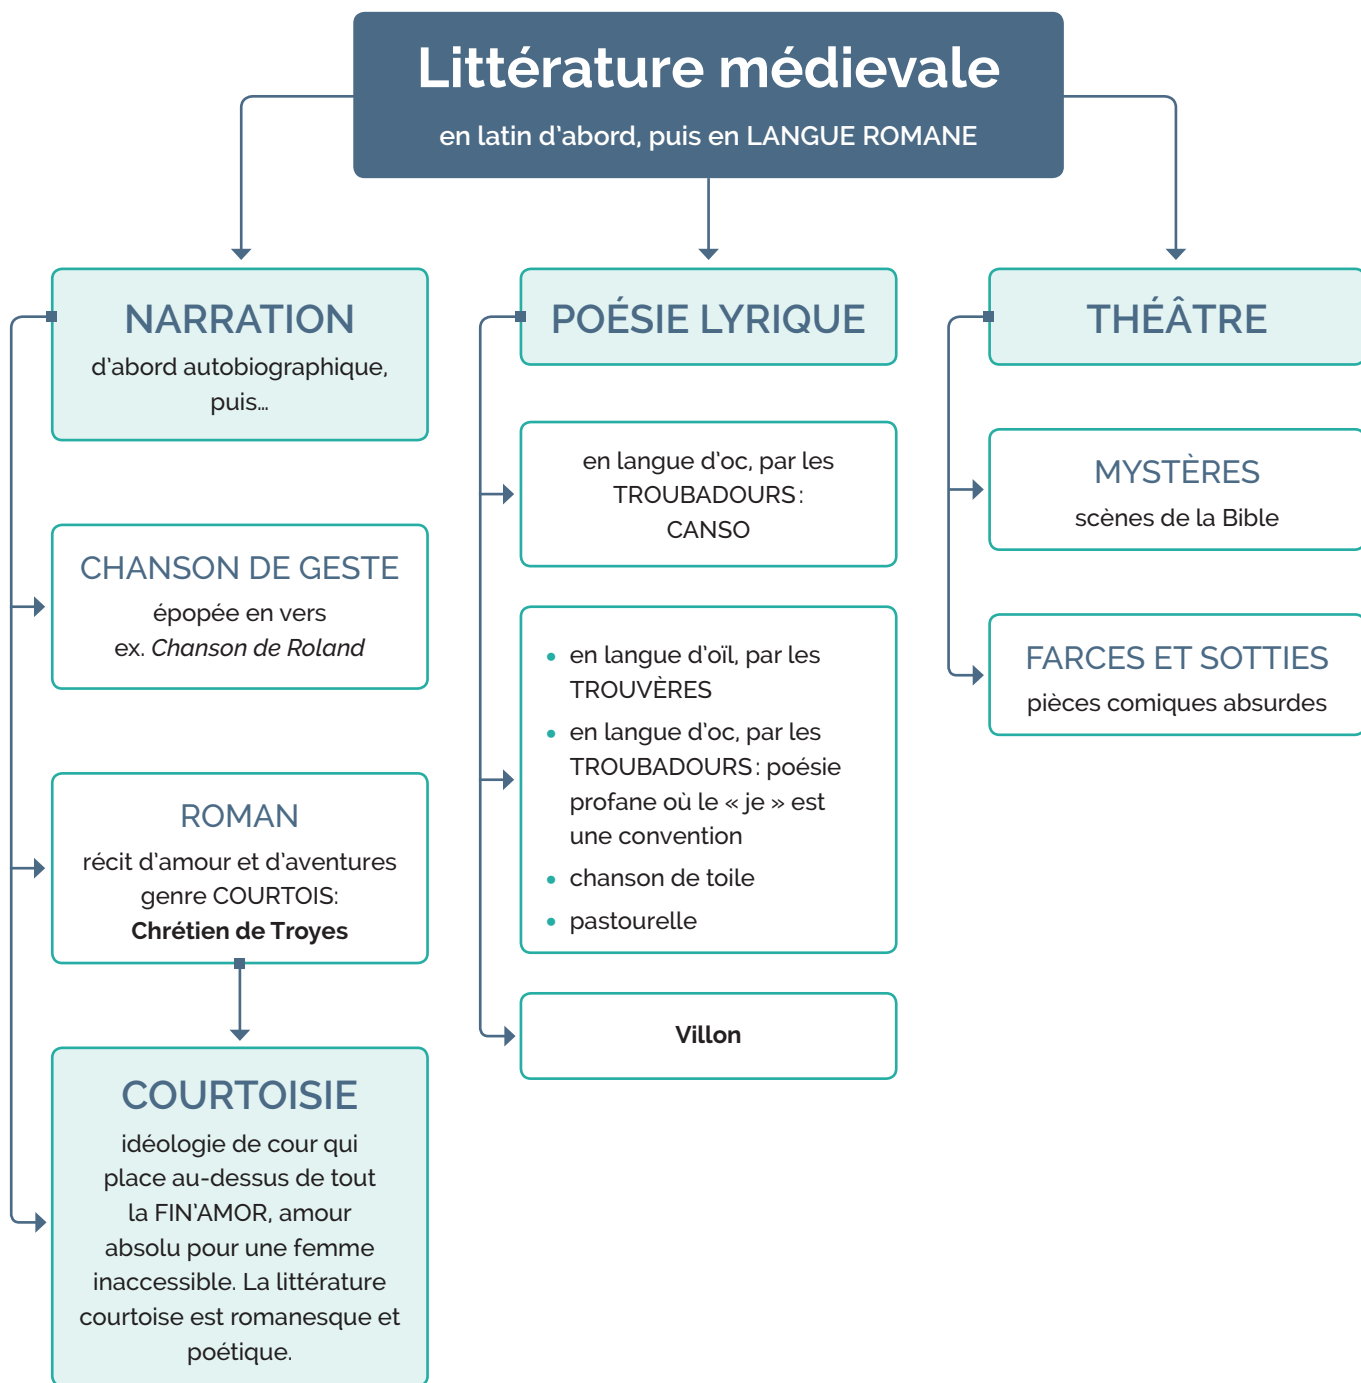 Littérature médievale
en latin d'abord, puis en LANGUE ROMANE
NARRATION
d'abord autobiographique,
puis…
CHANSON DE GESTE
épopée en vers
ex. Chanson de Roland
ROMAN
récit d'amour et d'aventures
genre COURTOIS:
Chrétien de Troyes
COURTOISIE
idéologie de cour qui
place au-dessus de tout
la FIN'AMOR, amour
absolu pour une femme
inaccessible. La littérature
courtoise est romanesque et
poétique.
POÉSIE LYRIQUE
en langue d'oc, par les
TROUBADOURS :
CANSO
• en langue d'oïl, par les
TROUVÈRES
• en langue d'oc, par les
TROUBADOURS : poésie
profane où le « je » est
une convention
• chanson de toile
• pastourelle
Villon
THÉÂTRE
MYSTÈRES
scènes de la Bible
FARCES ET SOTTIES
pièces comiques absurdes